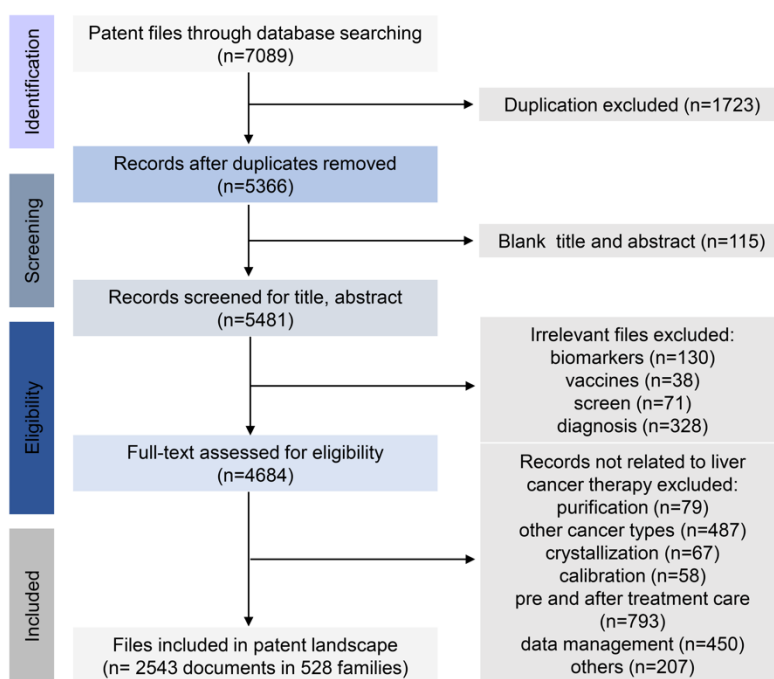 Identification
Patent files through database searching
(n=7089)
Duplication excluded (n=1723)
Records after duplicates removed
(n=5366)
Screening
Blank title and abstract (n=115)
Records screened for title, abstract
(n=5481)
Eligibility
Irrelevant files excluded:
biomarkers (n=130)
vaccines (n=38)
screen (n=71)
diagnosis (n=328)
Full-text assessed for eligibility
(n=4684)
Records not related to liver
cancer therapy excluded:
purification (n=79)
other cancer types (n=487)
crystallization (n=67)
calibration (n=58)
pre and after treatment care
(n=793)
data management (n=450)
others (n=207)
Included
Files included in patent landscape
(n= 2543 documents in 528 families)